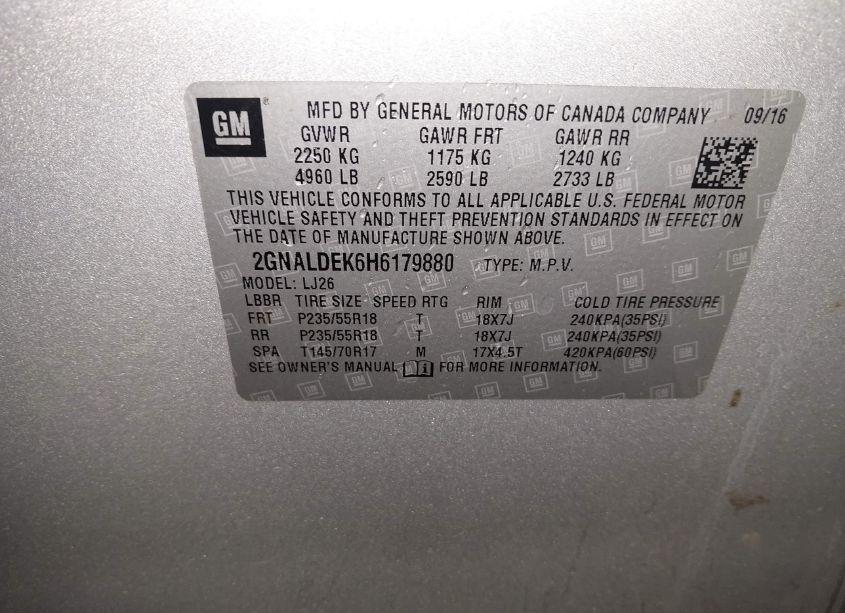 GM
MFD BY GENERAL MOTORS OF CANADA COMPANY 09/16
GVWR GAWR FRT GAWR RR
2250 KG 1175 KG 1240 KG
4960 LB 2590 LB 2733 LB
THIS VEHICLE CONFORMS TO ALL APPLICABLE U.S. FEDERAL MOTOR
VEHICLE SAFETY AND THEFT PREVENTION STANDARDS IN EFFECT ON
THE DATE OF MANUFACTURE SHOWN ABOVE.
2GNALDEK6H6179880 TYPE: M.P.V.
MODEL: LJ26
LBBR TIRE SIZE SPEED RTG RIM COLD TIRE PRESSURE
FRT P235/55R18 T 18X7J 240KPA(35PSI)
RR P235/55R18 T 18X7J 240KPA(35PSI)
SPA T145/70R17 M 17X4.5T 420KPA(60PSI)
SEE OWNER'S MANUAL FOR MORE INFORMATION.